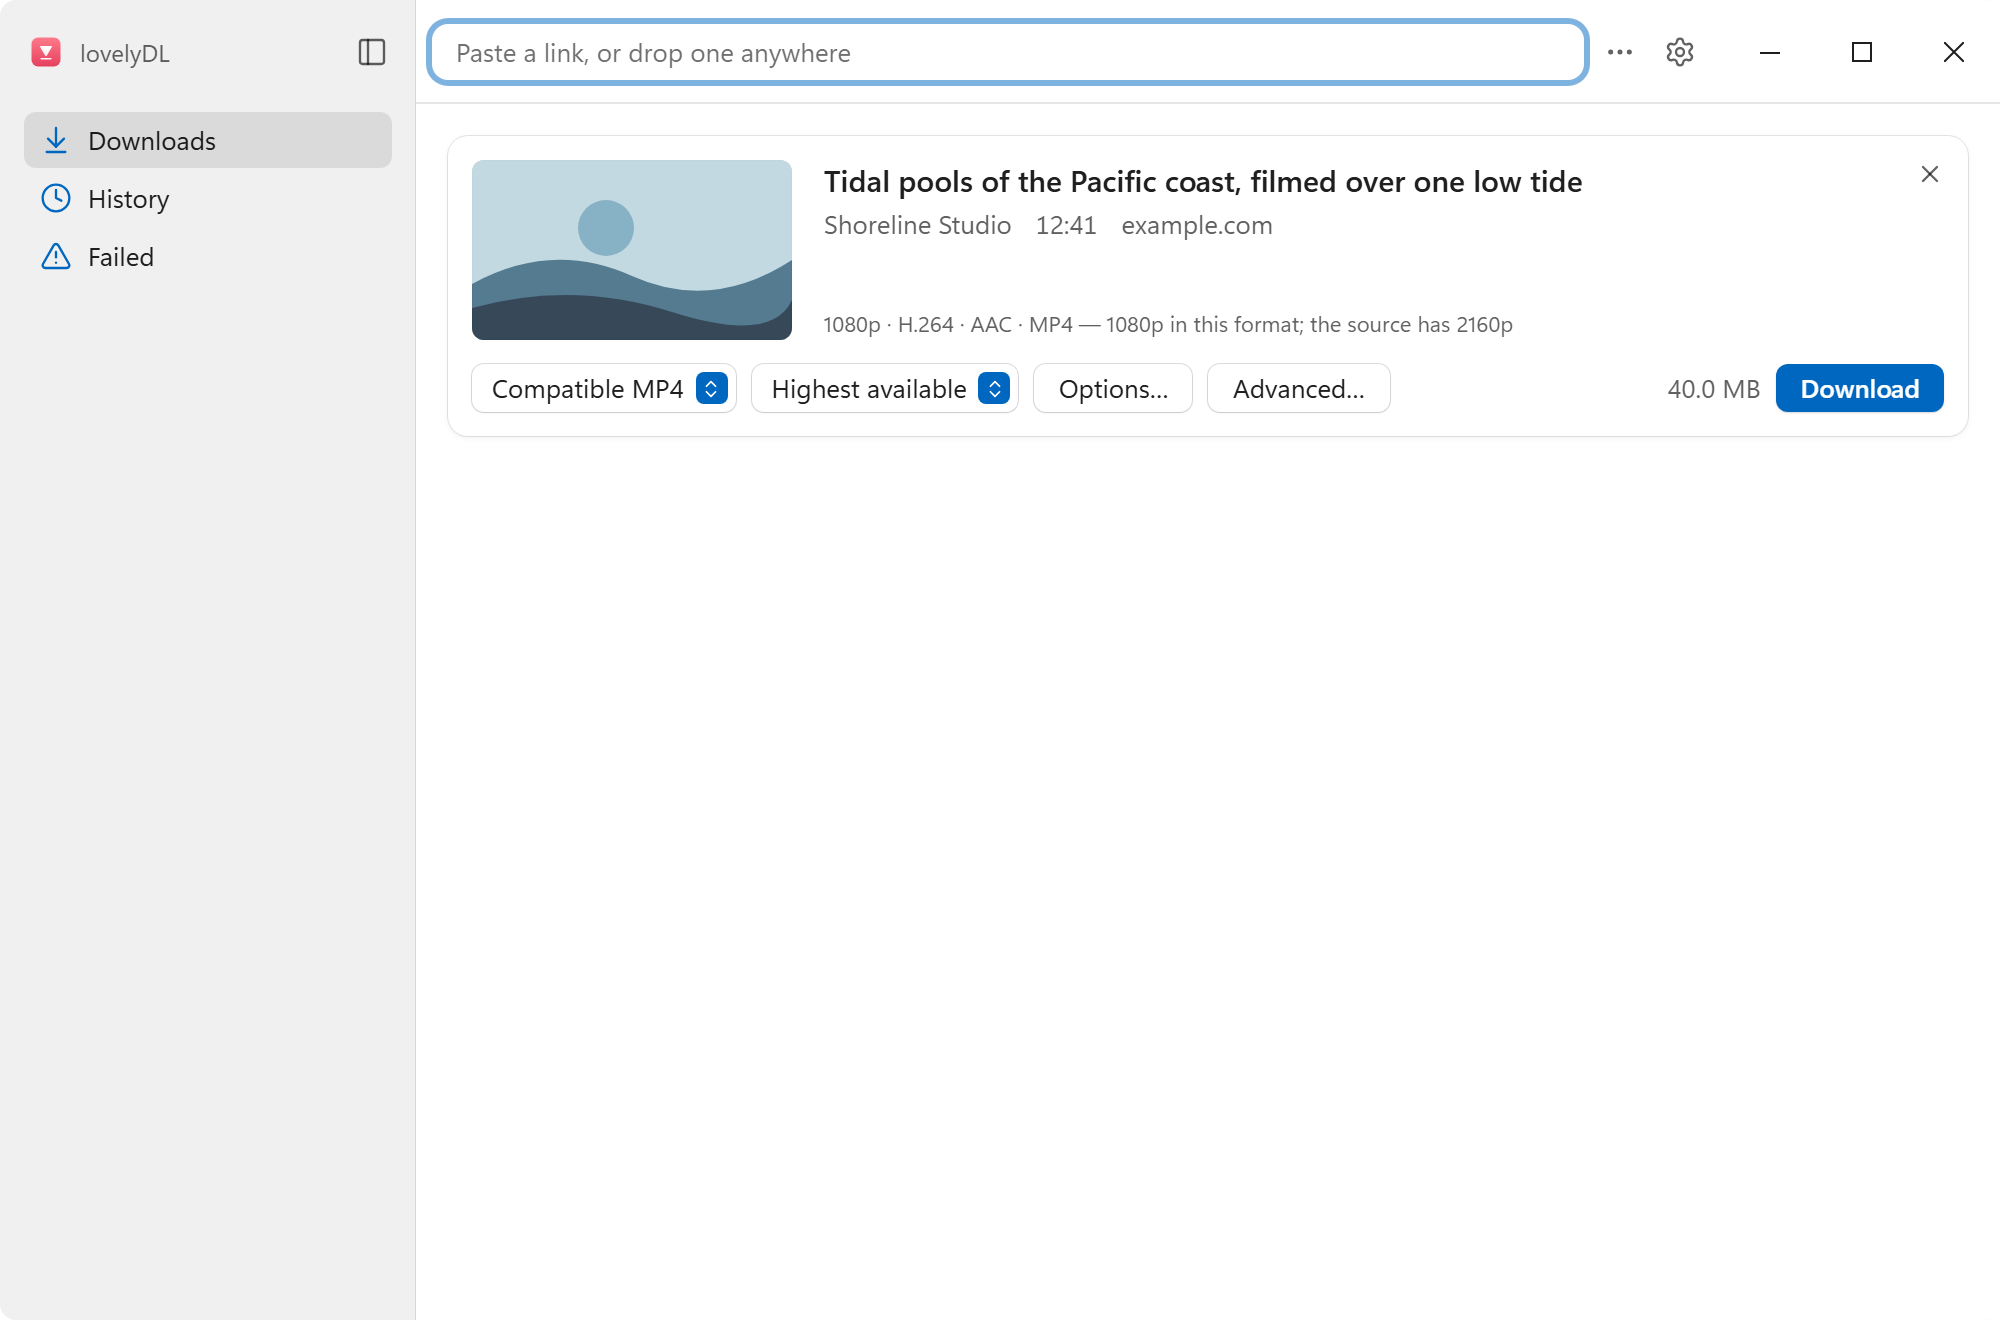 lovelyDL
Paste a link, or drop one anywhere
Downloads
History
Failed
Tidal pools of the Pacific coast, filmed over one low tide
Shoreline Studio 12:41 example.com
1080p · H.264 · AAC · MP4 — 1080p in this format; the source has 2160p
Compatible MP4 Highest available Options... Advanced... 40.0 MB Download